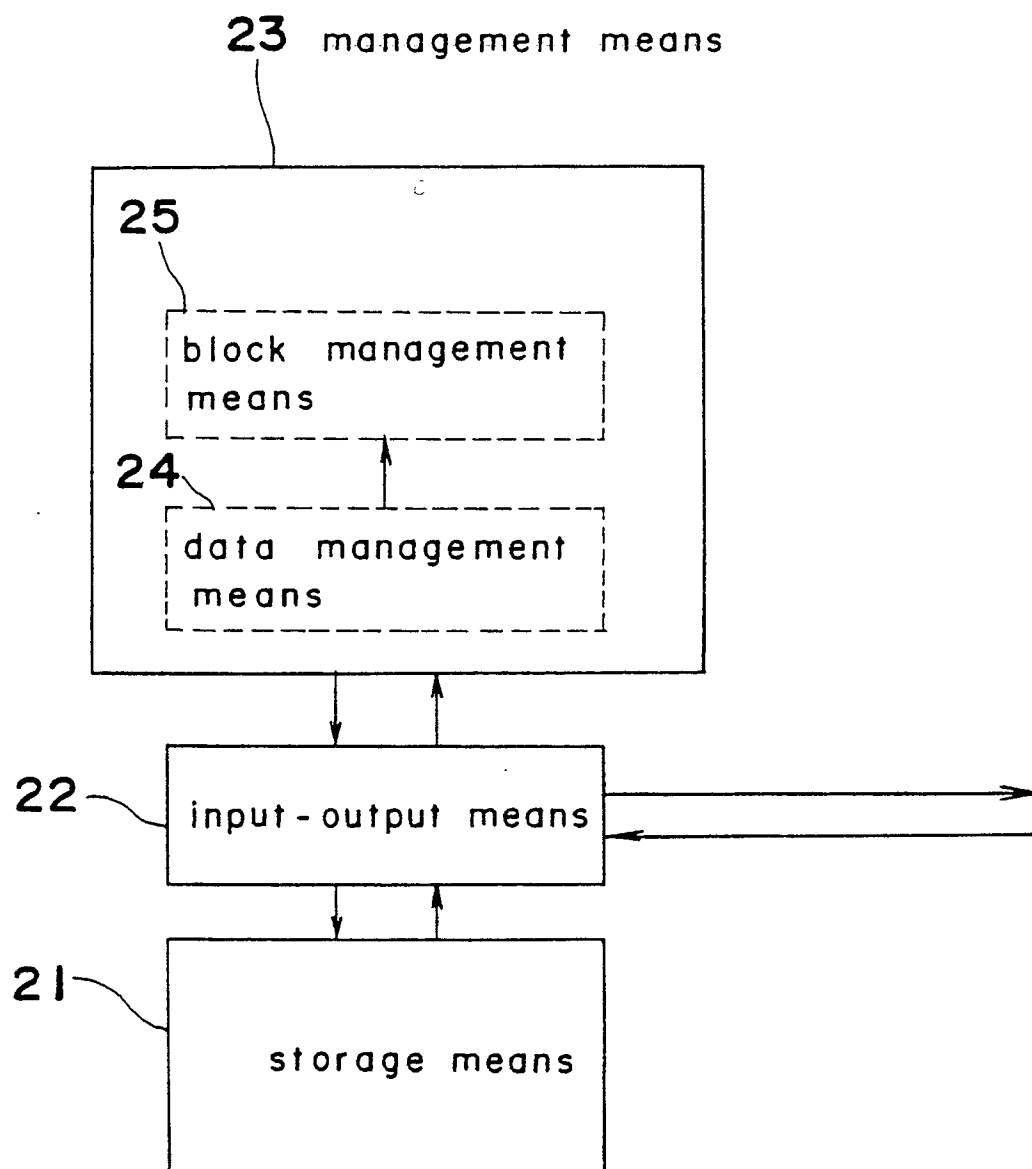 23 management means
25
block management
means
24
data management
means
22
input-output means
21
storage means